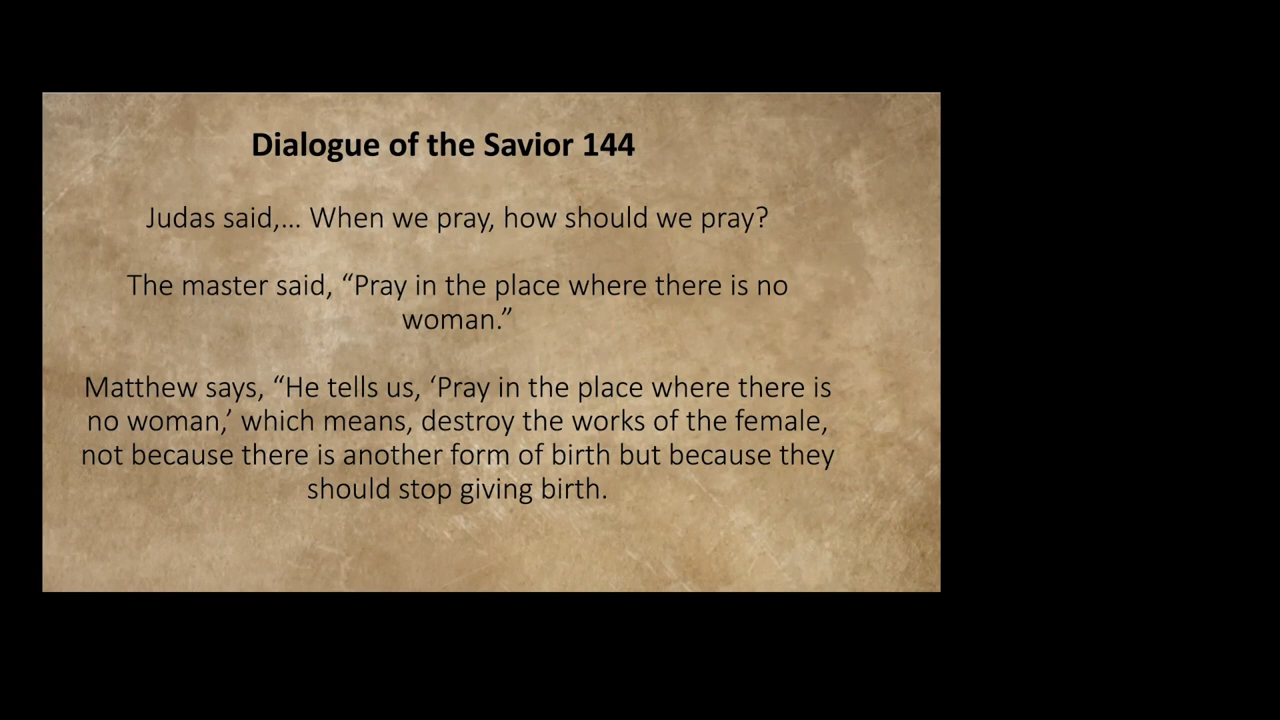 Dialogue of the Savior 144
Judas said,... When we pray, how should we pray?
The master said, “Pray in the place where there is no
woman.”
Matthew says, “He tells us, ‘Pray in the place where there is
no woman,’ which means, destroy the works of the female,
not because there is another form of birth but because they
should stop giving birth.